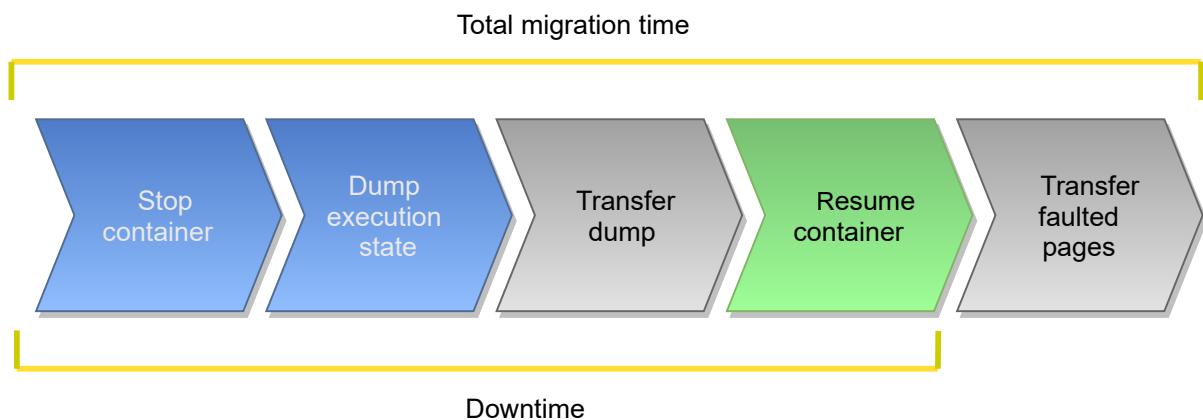 Total migration time
Stop
container
Dump
execution
state
Transfer
dump
Resume
container
Transfer
faulted
pages
Downtime